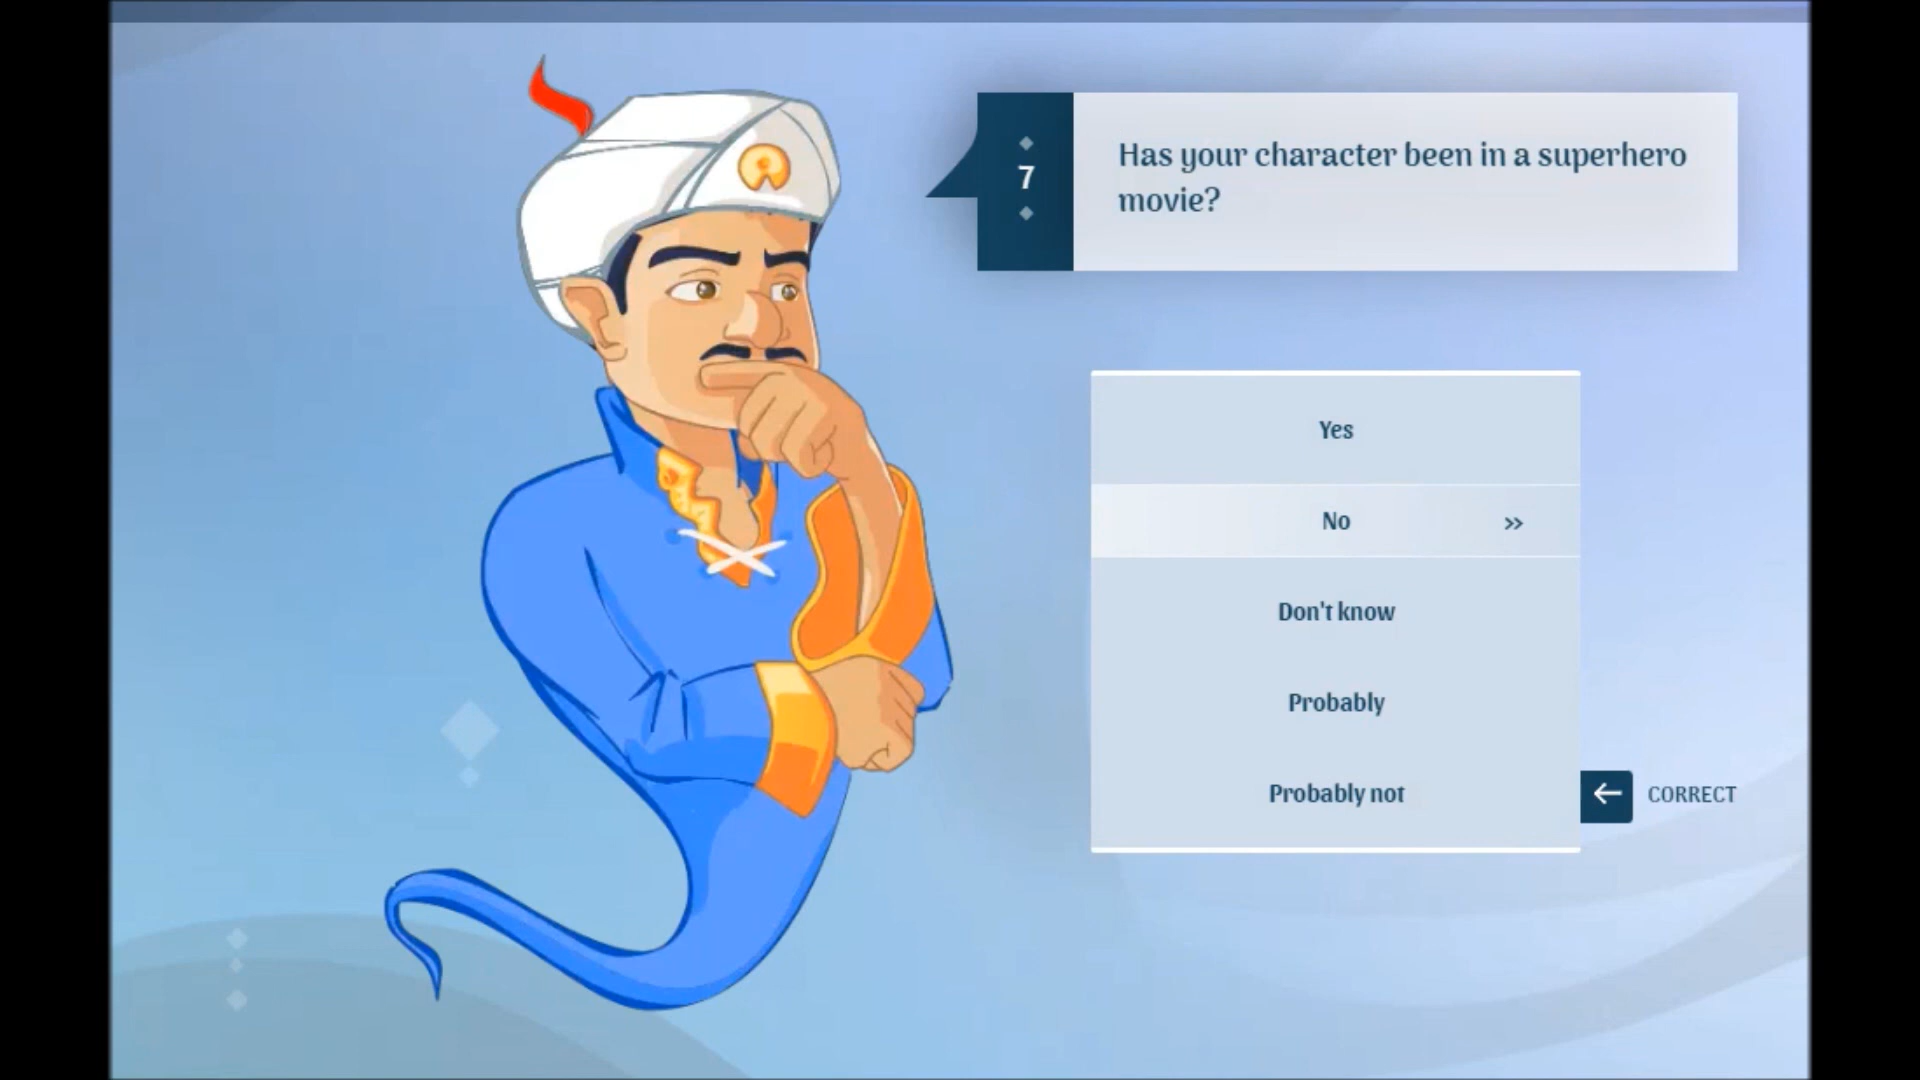 7
Has your character been in a superhero
movie?
Yes
No »
Don't know
Probably
Probably not
CORRECT